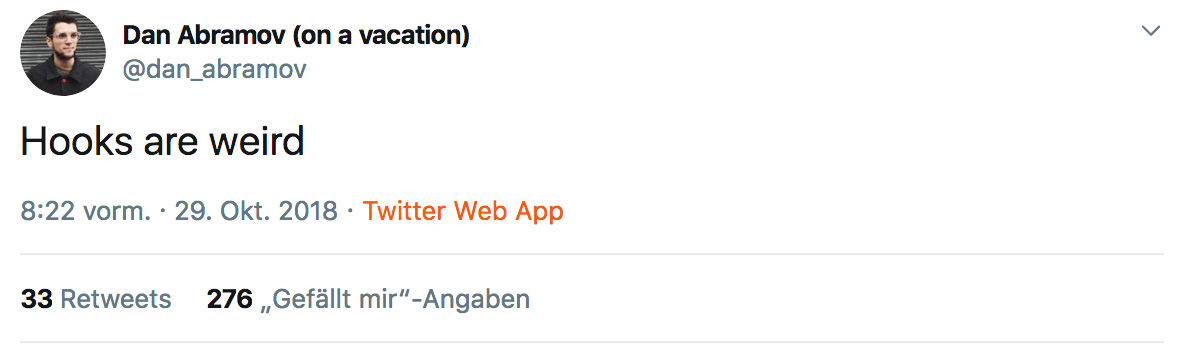 Dan Abramov (on a vacation)
@dan_abramov
Hooks are weird
8:22 vorm. · 29. Okt. 2018 · Twitter Web App
33 Retweets 276 „Gefällt mir“-Angaben